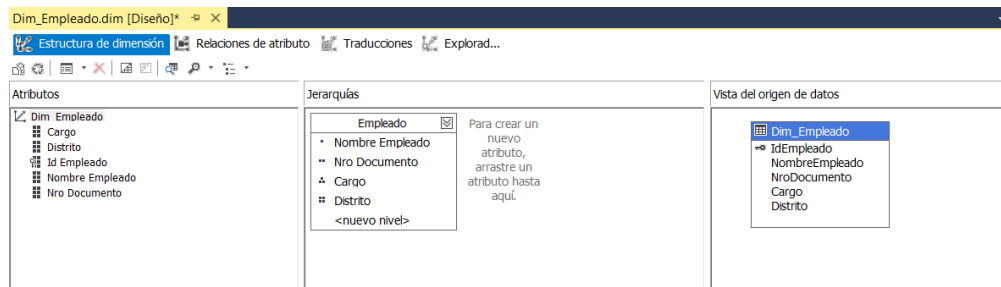 Dim_Empleado.dim [Diseño]*
Estructura de dimensión Relaciones de atributo Traducciones Explorad...
Atributos
Dim Empleado
Cargo
Distrito
Id Empleado
Nombre Empleado
Nro Documento
Jerarquías
Empleado
Nombre Empleado
Nro Documento
Cargo
Distrito
<nuevo nivel>
Para crear un
nuevo
atributo,
arrastre un
atributo hasta
aquí.
Vista del origen de datos
Dim_Empleado
IdEmpleado
NombreEmpleado
NroDocumento
Cargo
Distrito